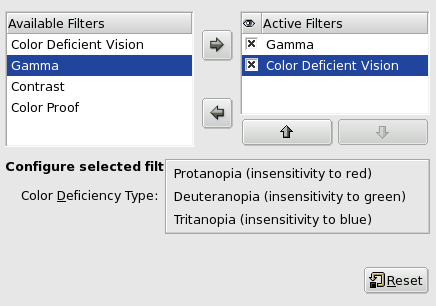 Available Filters
Color Deficient Vision
Gamma
Contrast
Color Proof
Active Filters
Gamma
Color Deficient Vision
Configure selected filt
Color Deficiency Type:
Protanopia (insensitivity to red)
Deuteranopia (insensitivity to green)
Tritanopia (insensitivity to blue)
Reset